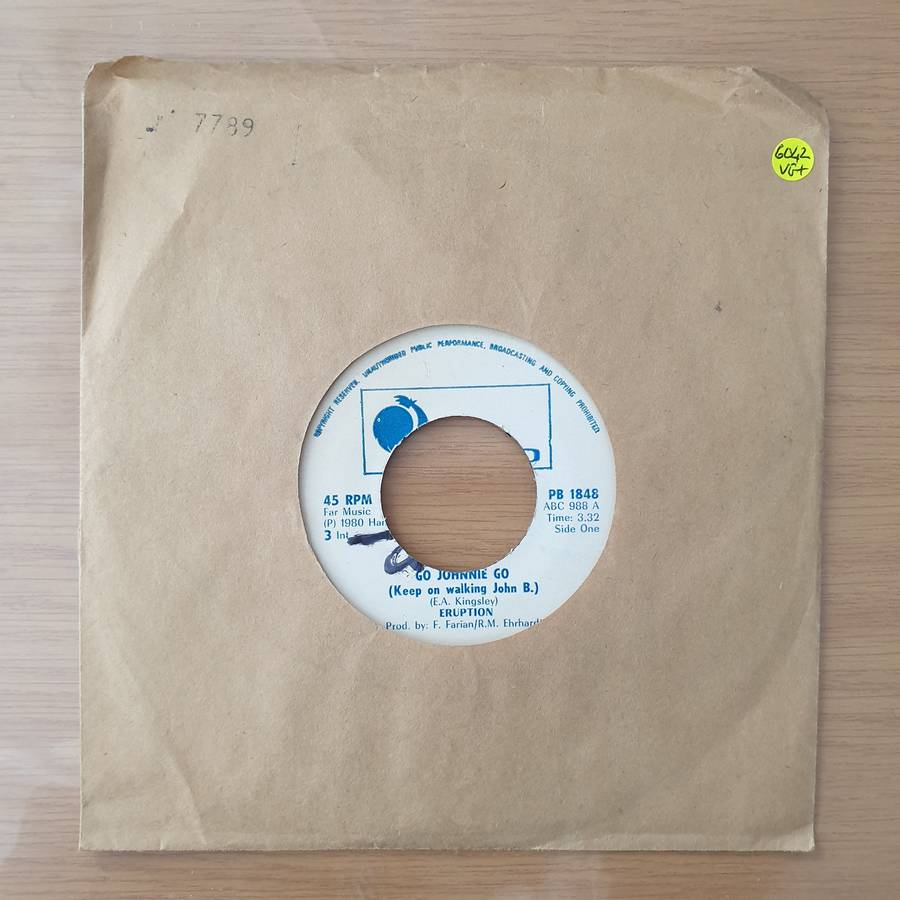 7789
6042
VG+
COPYRIGHT RESERVED. UNAUTHORISED PUBLIC PERFORMANCE, BROADCASTING AND COPYING PROHIBITED
45 RPM
Far Music
(P) 1980
3 Int
PB 1848
ABC 988 A
Time: 3.32
Side One
GO JOHNNIE GO
(Keep on walking John B.)
(E.A. Kingsley)
ERUPTION
Prod. by: F. Farian/R.M. Ehrhard